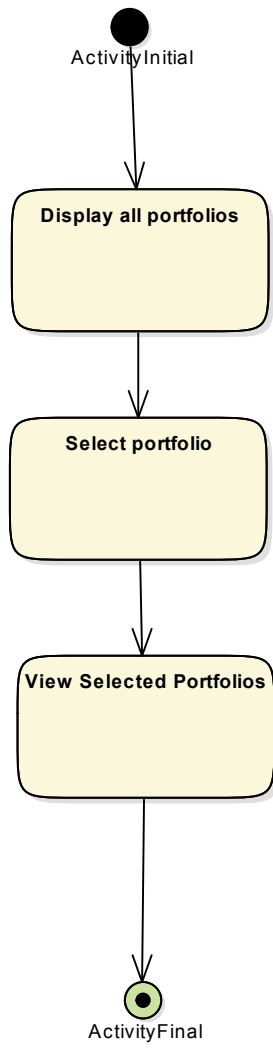 ActivityInitial
Display all portfolios
Select portfolio
View Selected Portfolios
ActivityFinal